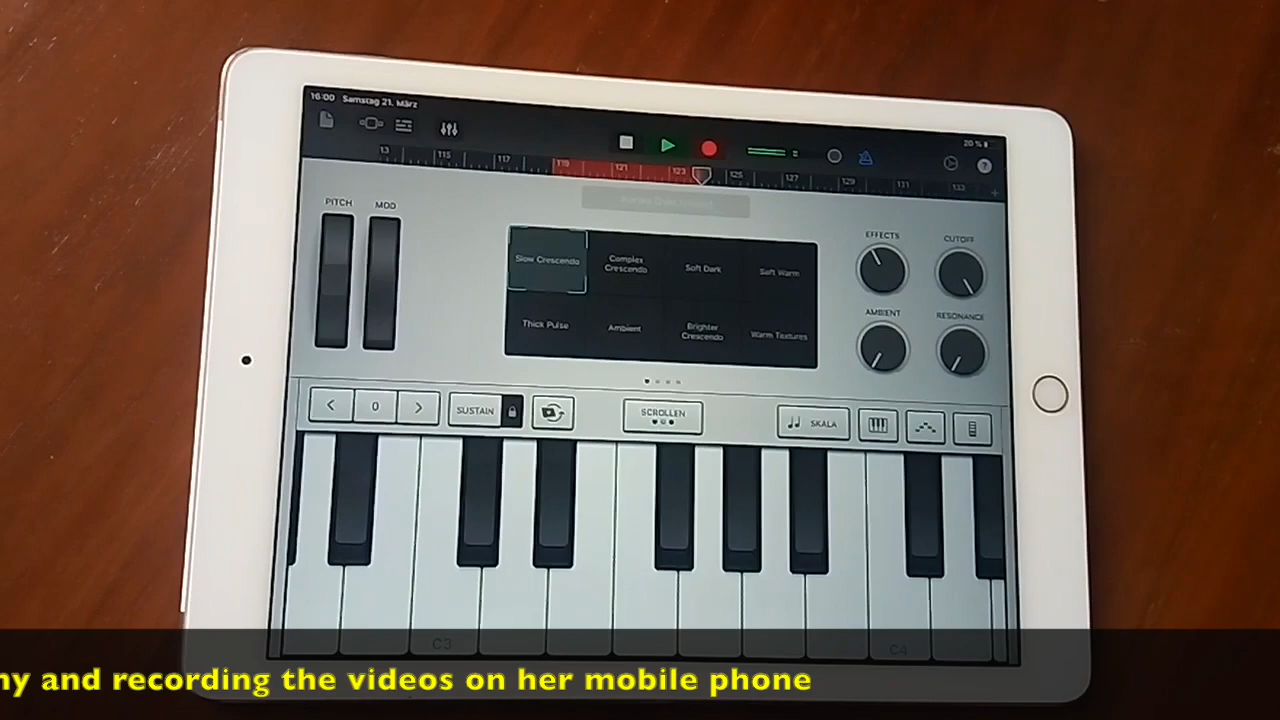 16:00 Samstag 21. März
20 %
13 115 117 119 121 123 125 127 129 131 133
PITCH MOD
EFFECTS CUTOFF
Slow Crescendo Complex Crescendo Soft Dark Soft Warm
AMBIENT RESONANCE
Thick Pulse Ambient Brighter Crescendo Warm Textures
< 0 > SUSTAIN SCROLLEN SKALA
C3 C4
ny and recording the videos on her mobile phone